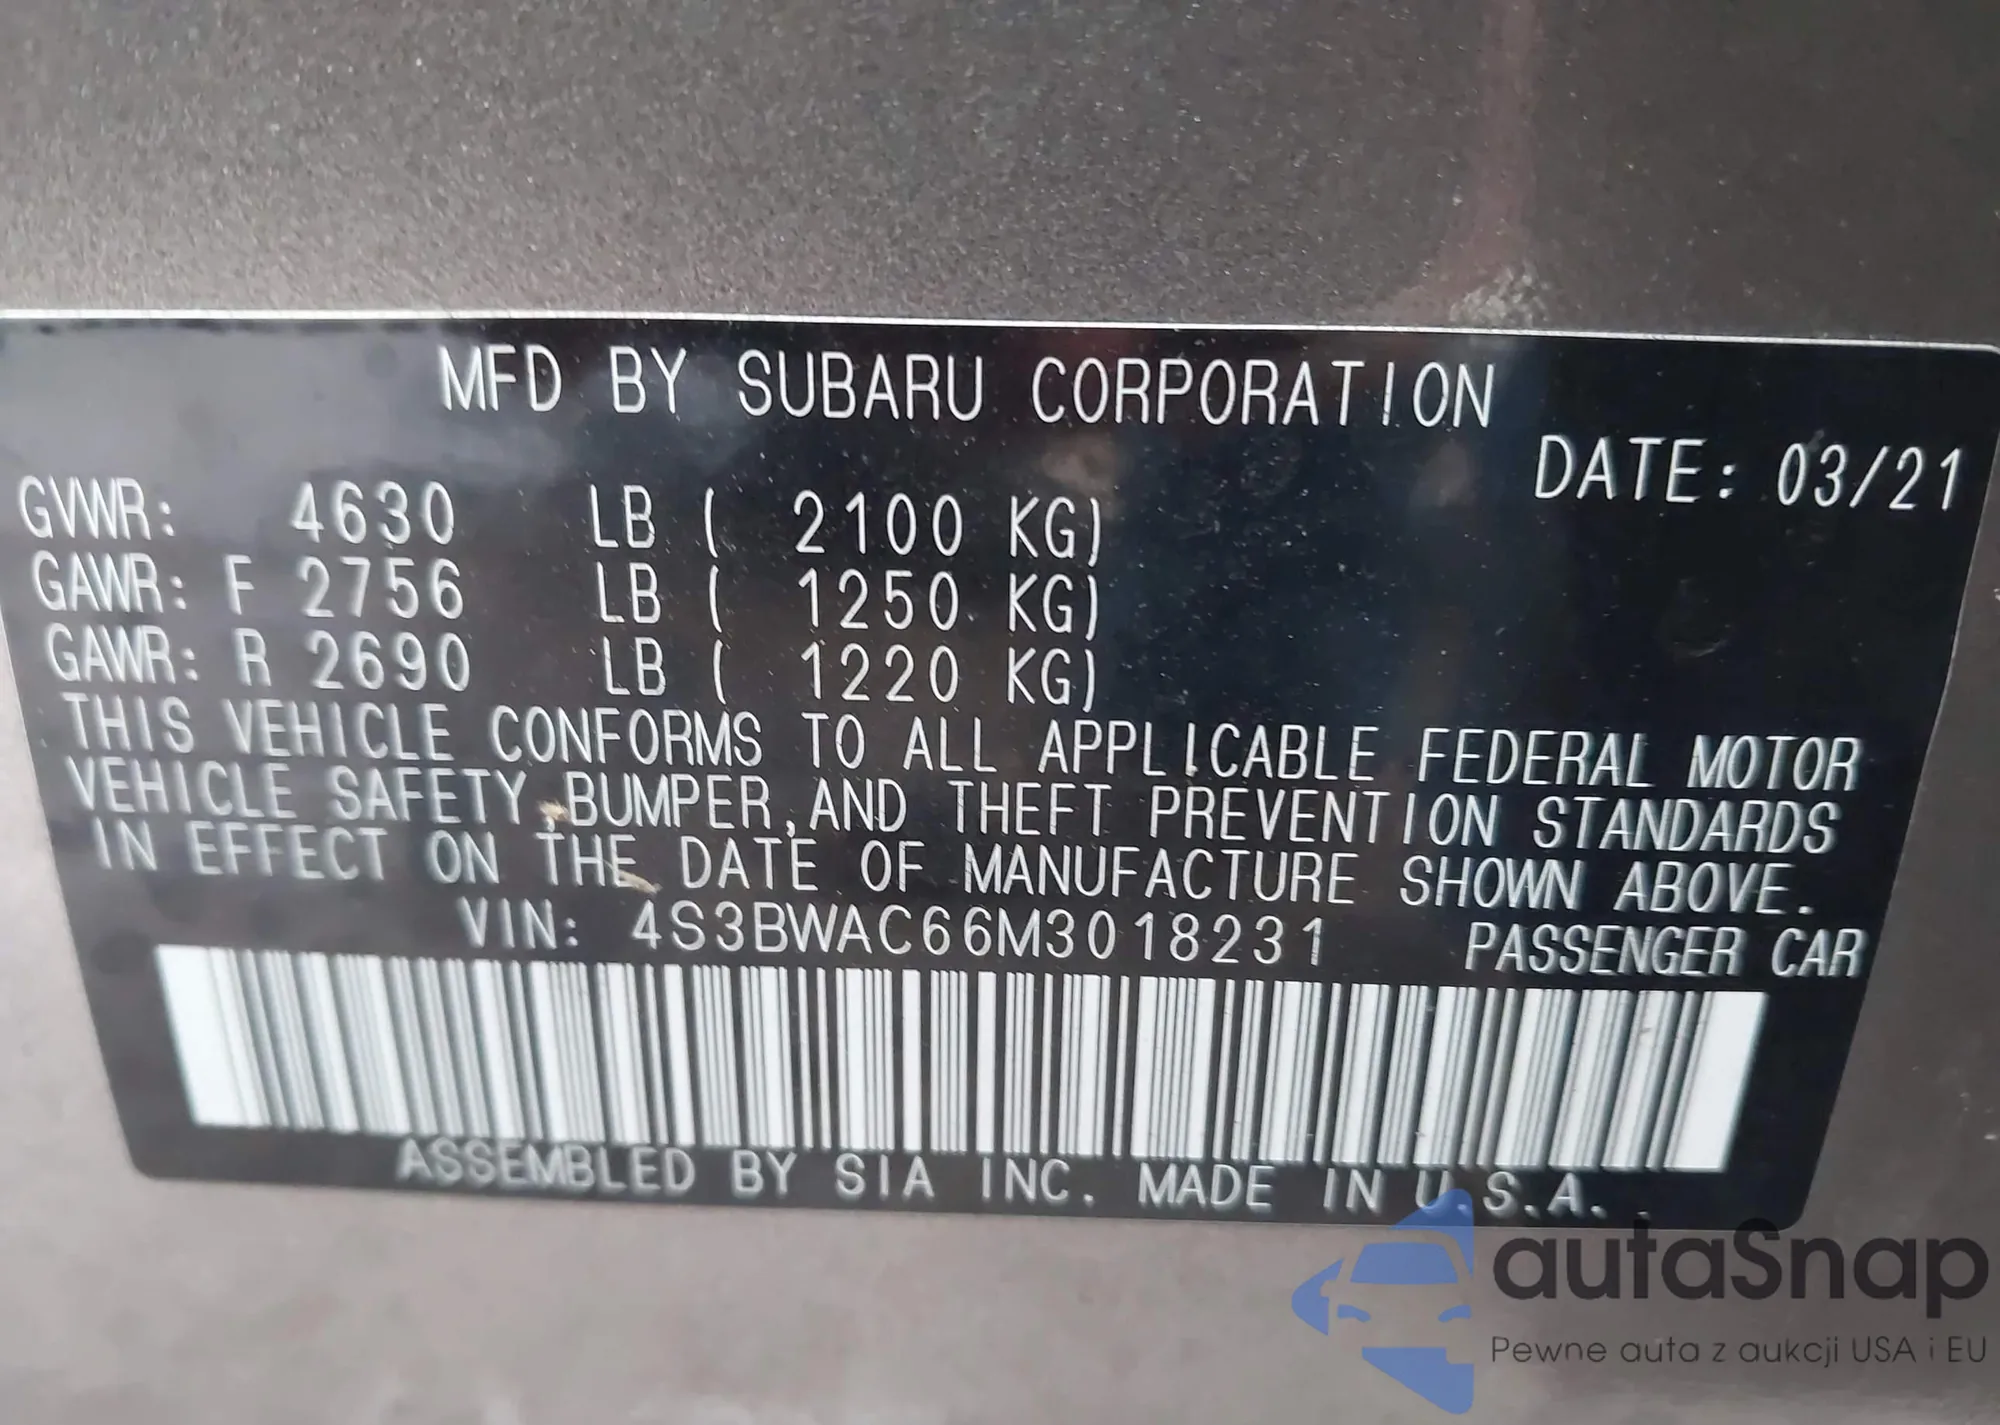 MFD BY SUBARU CORPORATION
DATE: 03/21
GVWR: 4630 LB ( 2100 KG)
GAWR: F 2756 LB ( 1250 KG)
GAWR: R 2690 LB ( 1220 KG)
THIS VEHICLE CONFORMS TO ALL APPLICABLE FEDERAL MOTOR
VEHICLE SAFETY,BUMPER,AND THEFT PREVENTION STANDARDS
IN EFFECT ON THE DATE OF MANUFACTURE SHOWN ABOVE.
VIN: 4S3BWAC66M3018231 PASSENGER CAR
ASSEMBLED BY SIA INC. MADE IN U.S.A.
autaSnap
Pewne auta z aukcji USA i EU